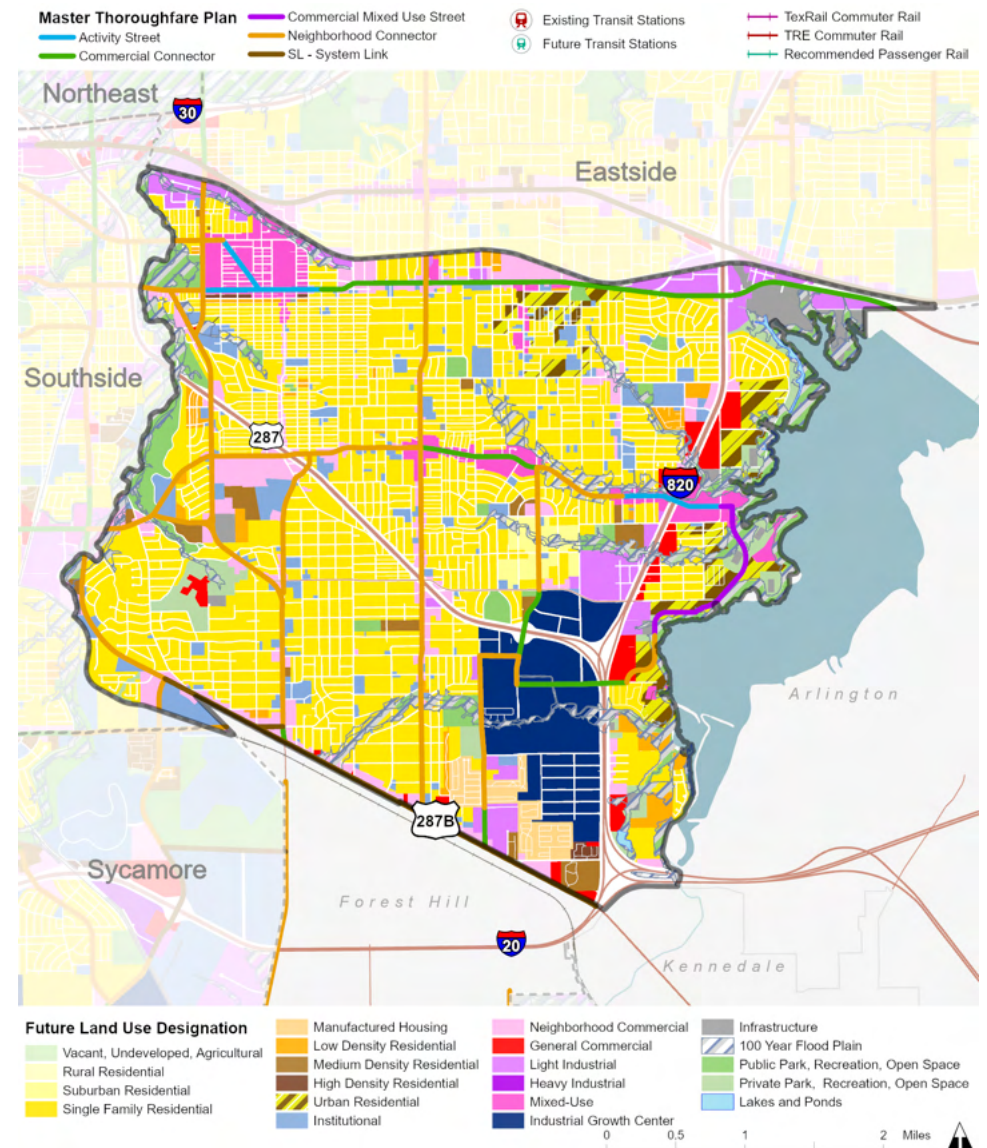 Master Thoroughfare Plan
Activity Street
Commercial Connector
Commercial Mixed Use Street
Neighborhood Connector
SL - System Link
Existing Transit Stations
Future Transit Stations
TexRail Commuter Rail
TRE Commuter Rail
Recommended Passenger Rail
Northeast
30
Eastside
Southside
287
820
Arlington
287B
Sycamore
Forest Hill
20
Kennedale
Future Land Use Designation
Vacant, Undeveloped, Agricultural
Rural Residential
Suburban Residential
Single Family Residential
Manufactured Housing
Low Density Residential
Medium Density Residential
High Density Residential
Urban Residential
Institutional
Neighborhood Commercial
General Commercial
Light Industrial
Heavy Industrial
Mixed-Use
Industrial Growth Center
Infrastructure
100 Year Flood Plain
Public Park, Recreation, Open Space
Private Park, Recreation, Open Space
Lakes and Ponds
0 0.5 1 2 Miles